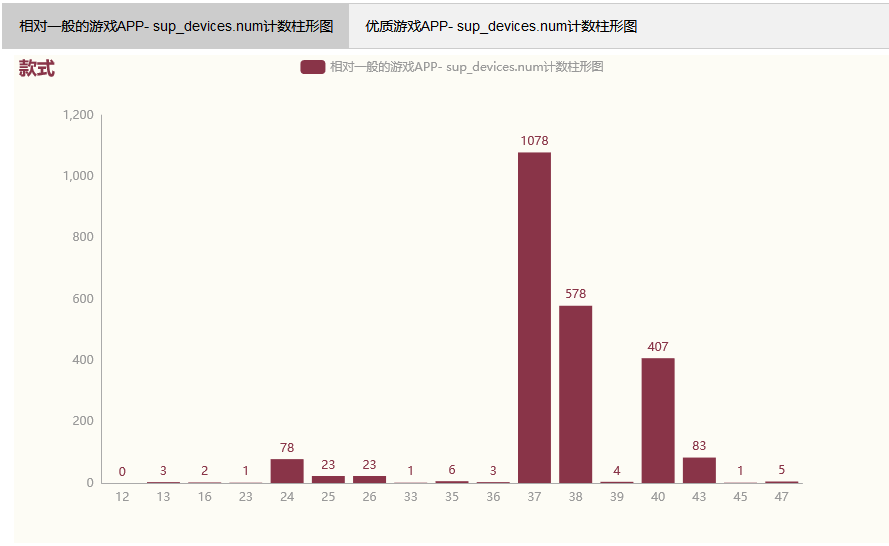 相对一般的游戏APP- sup_devices.num计数柱形图 优质游戏APP- sup_devices.num计数柱形图
款式
相对一般的游戏APP- sup_devices.num计数柱形图
1,200
1,000
800
600
400
200
0
0 3 2 1 78 23 23 1 6 3 1078 578 4 407 83 1 5
12 13 16 23 24 25 26 33 35 36 37 38 39 40 43 45 47